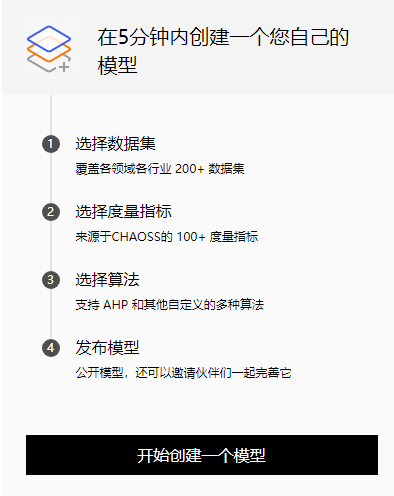 在5分钟内创建一个您自己的
模型
1 选择数据集
覆盖各领域各行业 200+ 数据集
2 选择度量指标
来源于CHAOSS的 100+ 度量指标
3 选择算法
支持 AHP 和其他自定义的多种算法
4 发布模型
公开模型，还可以邀请伙伴们一起完善它
开始创建一个模型